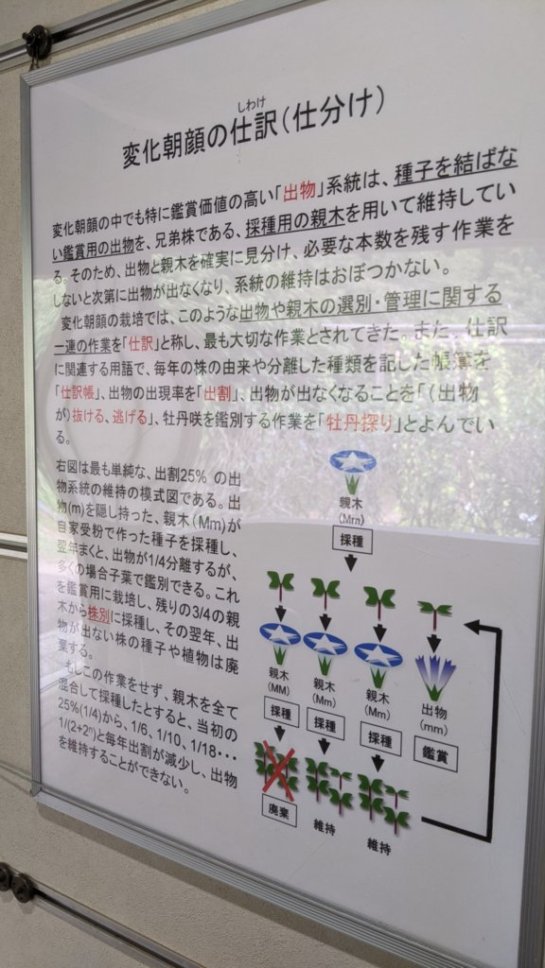 しわけ
変化朝顔の仕訳(仕分け)
変化朝顔の中でも特に鑑賞価値の高い「出物」系統は、種子を結ばな
い鑑賞用の出物を、兄弟株である、採種用の親木を用いて維持してい
る。そのため、出物と親木を確実に見分け、必要な本数を残す作業を
しないと次第に出物が出なくなり、系統の維持はおぼつかない。
変化朝顔の栽培では、このような出物や親木の選別・管理に関する
一連の作業を「仕訳」と称し、最も大切な作業とされてきた。また、仕訳
に関連する用語で、毎年の株の由来や分離した種類を記した帳簿を
「仕訳帳」、出物の出現率を「出割」、出物が出なくなることを「(出物
が)抜ける、逃げる」、牡丹咲を鑑別する作業を「牡丹探り」とよんでい
る。
右図は最も単純な、出割25%の出
物系統の維持の模式図である。出
物(m)を隠し持った、親木(Mm)が
自家受粉で作った種子を採種し、
翌年まくと、出物が1/4分離するが、
多くの場合子葉で鑑別できる。これ
を鑑賞用に栽培し、残りの3/4の親
木から株別に採種し、その翌年、出
物が出ない株の種子や植物は廃
棄する。
もしこの作業をせず、親木を全て
混合して採種したとすると、当初の
25%(1/4)から、1/6、1/10、1/18・・・
1/(2+2ⁿ)と毎年出割が減少し、出物
を維持することができない。
親木
(Mm)
採種
親木
(MM)
親木
(Mm)
親木
(Mm)
出物
(mm)
採種
採種
採種
鑑賞
廃棄
維持
維持